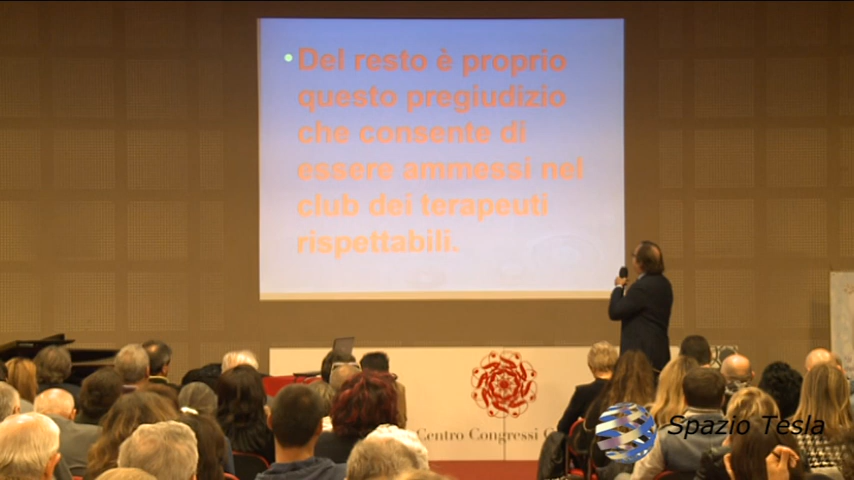 Del resto è proprio
questo pregiudizio
che consente di
essere ammessi nel
club dei terapeuti
rispettabili.
Centro Congressi
Spazio Tesla